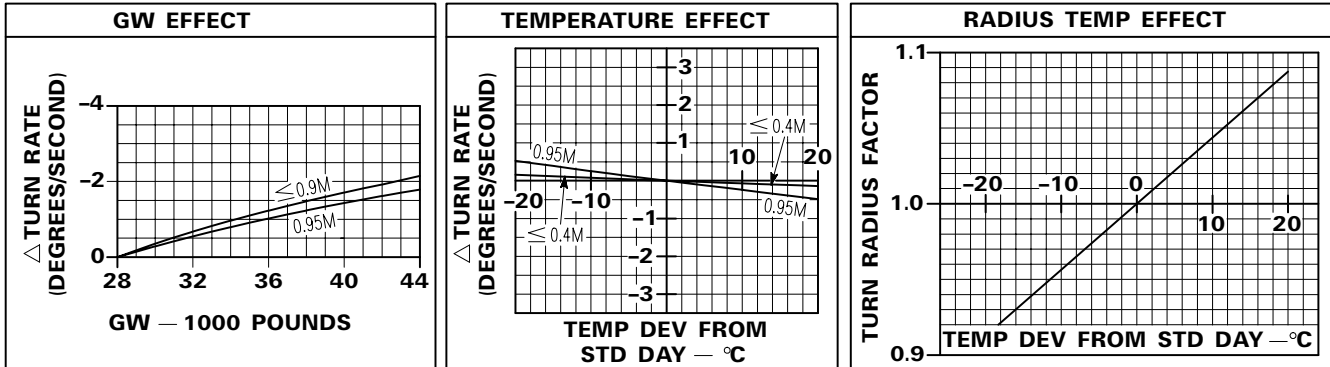 GW EFFECT
△ TURN RATE
(DEGREES/SECOND)
–4
–2
0
≤ 0.9M
0.95M
28 32 36 40 44
GW — 1000 POUNDS
TEMPERATURE EFFECT
△ TURN RATE
(DEGREES/SECOND)
3
2
1
≤ 0.4M
0.95M
10 20
–20 –10
–1
0.95M
≤ 0.4M
–2
–3
TEMP DEV FROM
STD DAY — °C
RADIUS TEMP EFFECT
TURN RADIUS FACTOR
1.1
–20 –10 0
1.0
10 20
TEMP DEV FROM STD DAY —°C
0.9